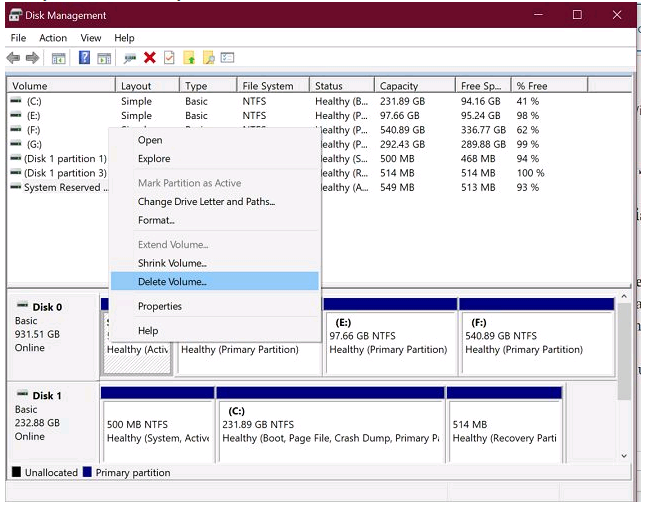 Disk Management
File Action View Help
Volume Layout Type File System Status Capacity Free Sp... % Free
(C:) Simple Basic NTFS Healthy (B... 231.89 GB 94.16 GB 41 %
(E:) Simple Basic NTFS Healthy (P... 97.66 GB 95.24 GB 98 %
(F:) ealthy (P... 540.89 GB 336.77 GB 62 %
(G:) ealthy (P... 292.43 GB 289.88 GB 99 %
(Disk 1 partition 1) ealthy (S... 500 MB 468 MB 94 %
(Disk 1 partition 3) ealthy (R... 514 MB 514 MB 100 %
System Reserved ... ealthy (A... 549 MB 513 MB 93 %
Open
Explore
Mark Partition as Active
Change Drive Letter and Paths...
Format...
Extend Volume...
Shrink Volume...
Delete Volume...
Properties
Help
Disk 0
Basic
931.51 GB
Online
Healthy (Activ
Healthy (Primary Partition)
(E:)
97.66 GB NTFS
Healthy (Primary Partition)
(F:)
540.89 GB NTFS
Healthy (Primary Partition)
Disk 1
Basic
232.88 GB
Online
500 MB NTFS
Healthy (System, Active
(C:)
231.89 GB NTFS
Healthy (Boot, Page File, Crash Dump, Primary P
514 MB
Healthy (Recovery Parti
Unallocated Primary partition